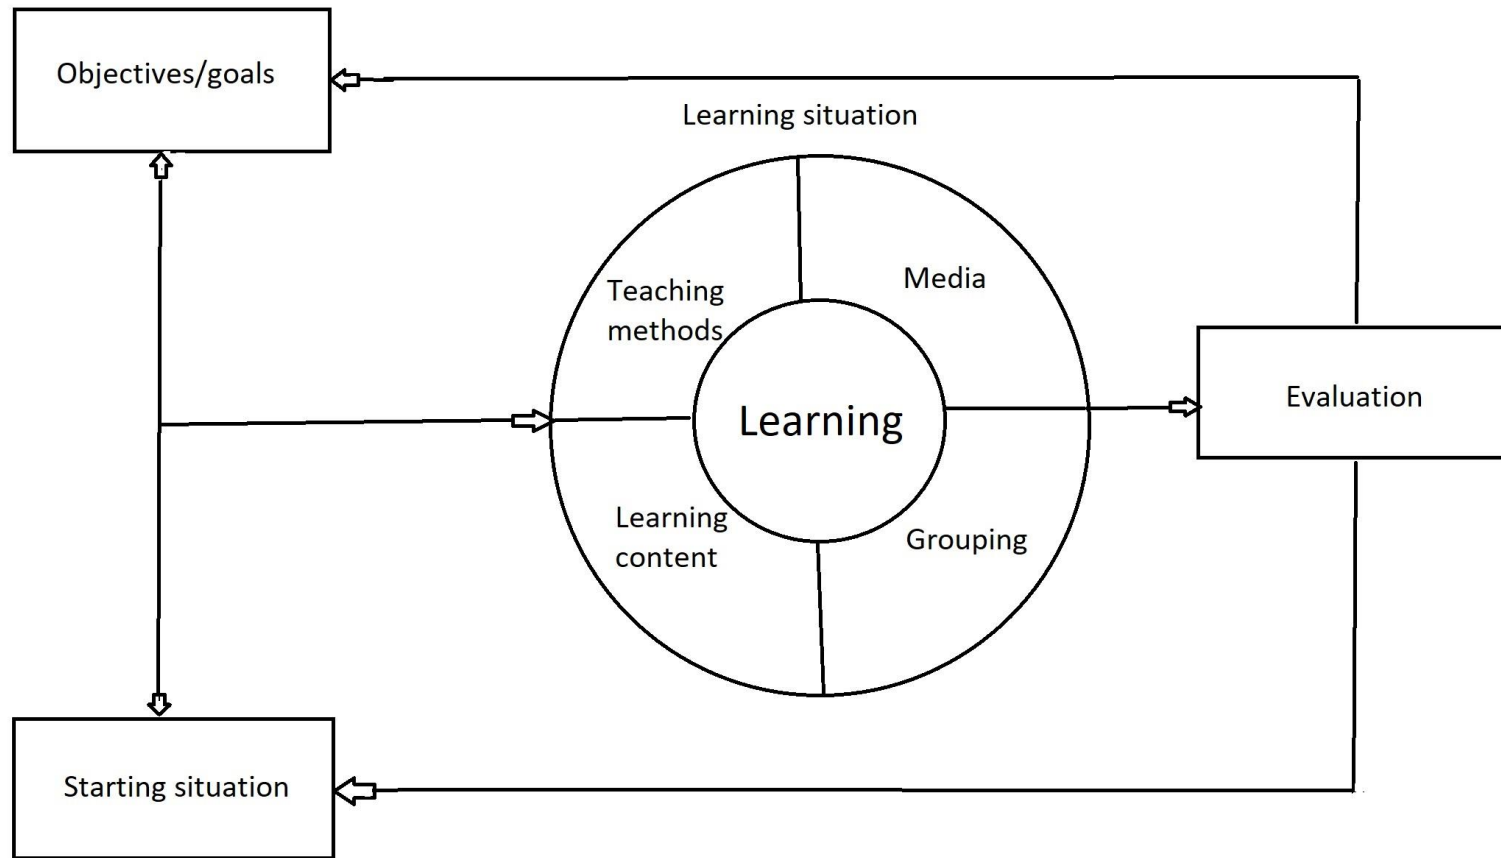 Objectives/goals
Learning situation
Teaching
methods
Media
Learning
Evaluation
Learning
content
Grouping
Starting situation